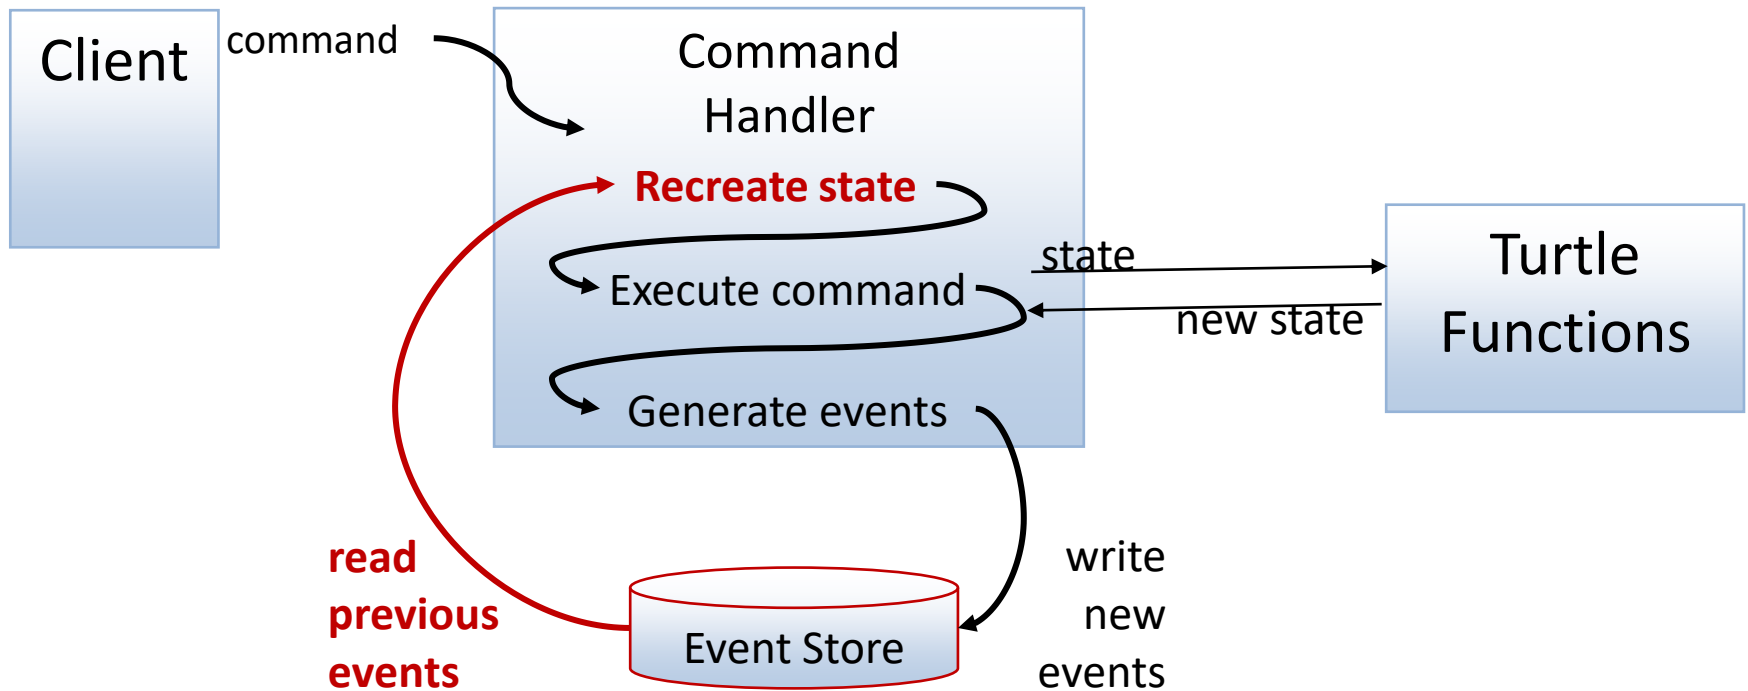 Client
command
Command
Handler
Recreate state
Execute command
Generate events
state
new state
Turtle
Functions
read
previous
events
Event Store
write
new
events